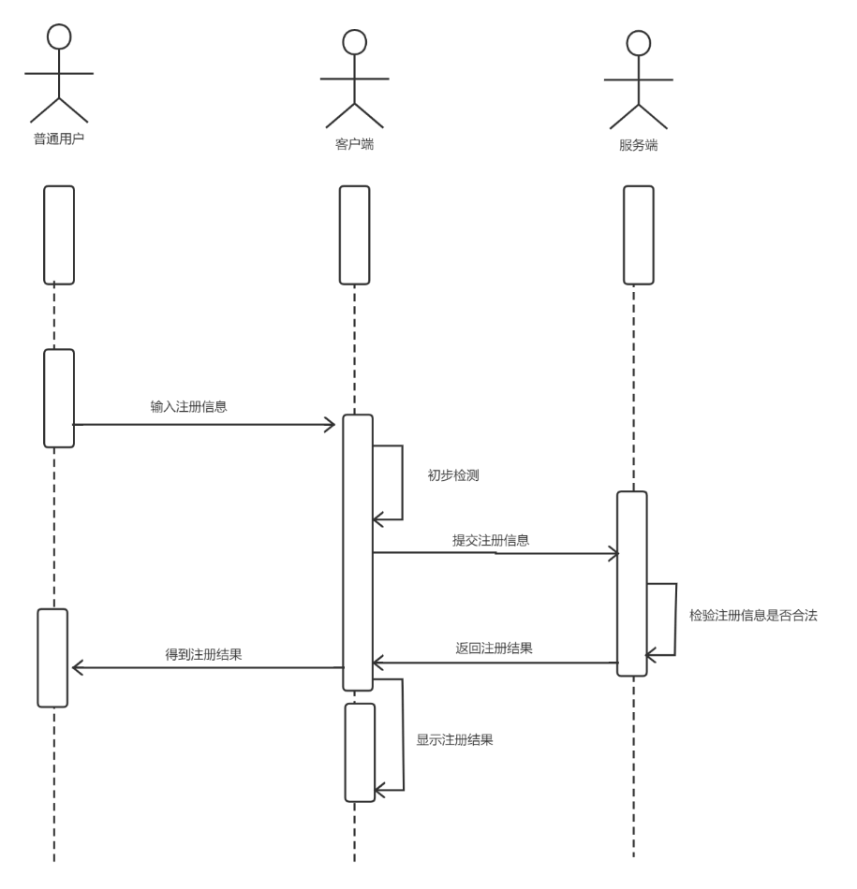 普通用户
客户端
服务端
输入注册信息
初步检测
提交注册信息
检验注册信息是否合法
返回注册结果
得到注册结果
显示注册结果